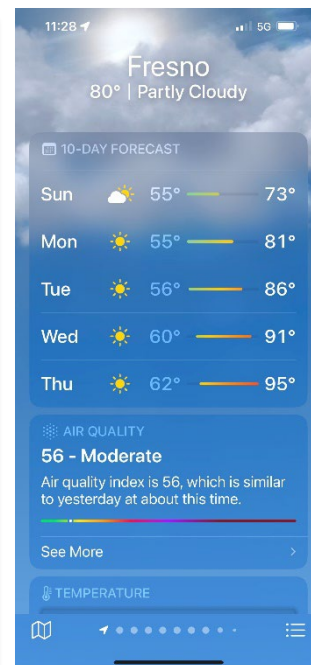 11:28 5G
Fresno
80° | Partly Cloudy
10-DAY FORECAST
Sun 55° 73°
Mon 55° 81°
Tue 56° 86°
Wed 60° 91°
Thu 62° 95°
AIR QUALITY
56 - Moderate
Air quality index is 56, which is similar
to yesterday at about this time.
See More
TEMPERATURE